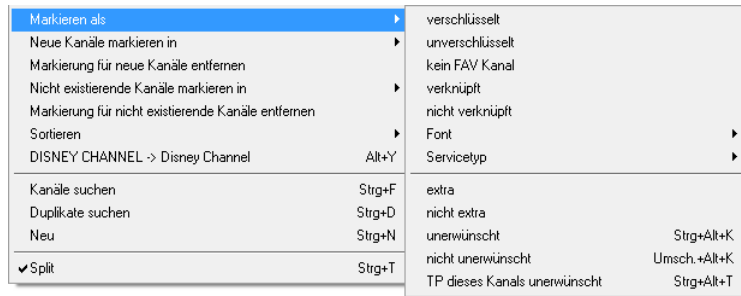 Markieren als
Neue Kanäle markieren in
Markierung für neue Kanäle entfernen
Nicht existierende Kanäle markieren in
Markierung für nicht existierende Kanäle entfernen
Sortieren
DISNEY CHANNEL -> Disney Channel Alt+Y
Kanäle suchen Strg+F
Duplikate suchen Strg+D
Neu Strg+N
Split Strg+T
verschlüsselt
unverschlüsselt
kein FAV Kanal
verknüpft
nicht verknüpft
Font
Servicetyp
extra
nicht extra
unerwünscht Strg+Alt+K
nicht unerwünscht Umsch.+Alt+K
TP dieses Kanals unerwünscht Strg+Alt+T